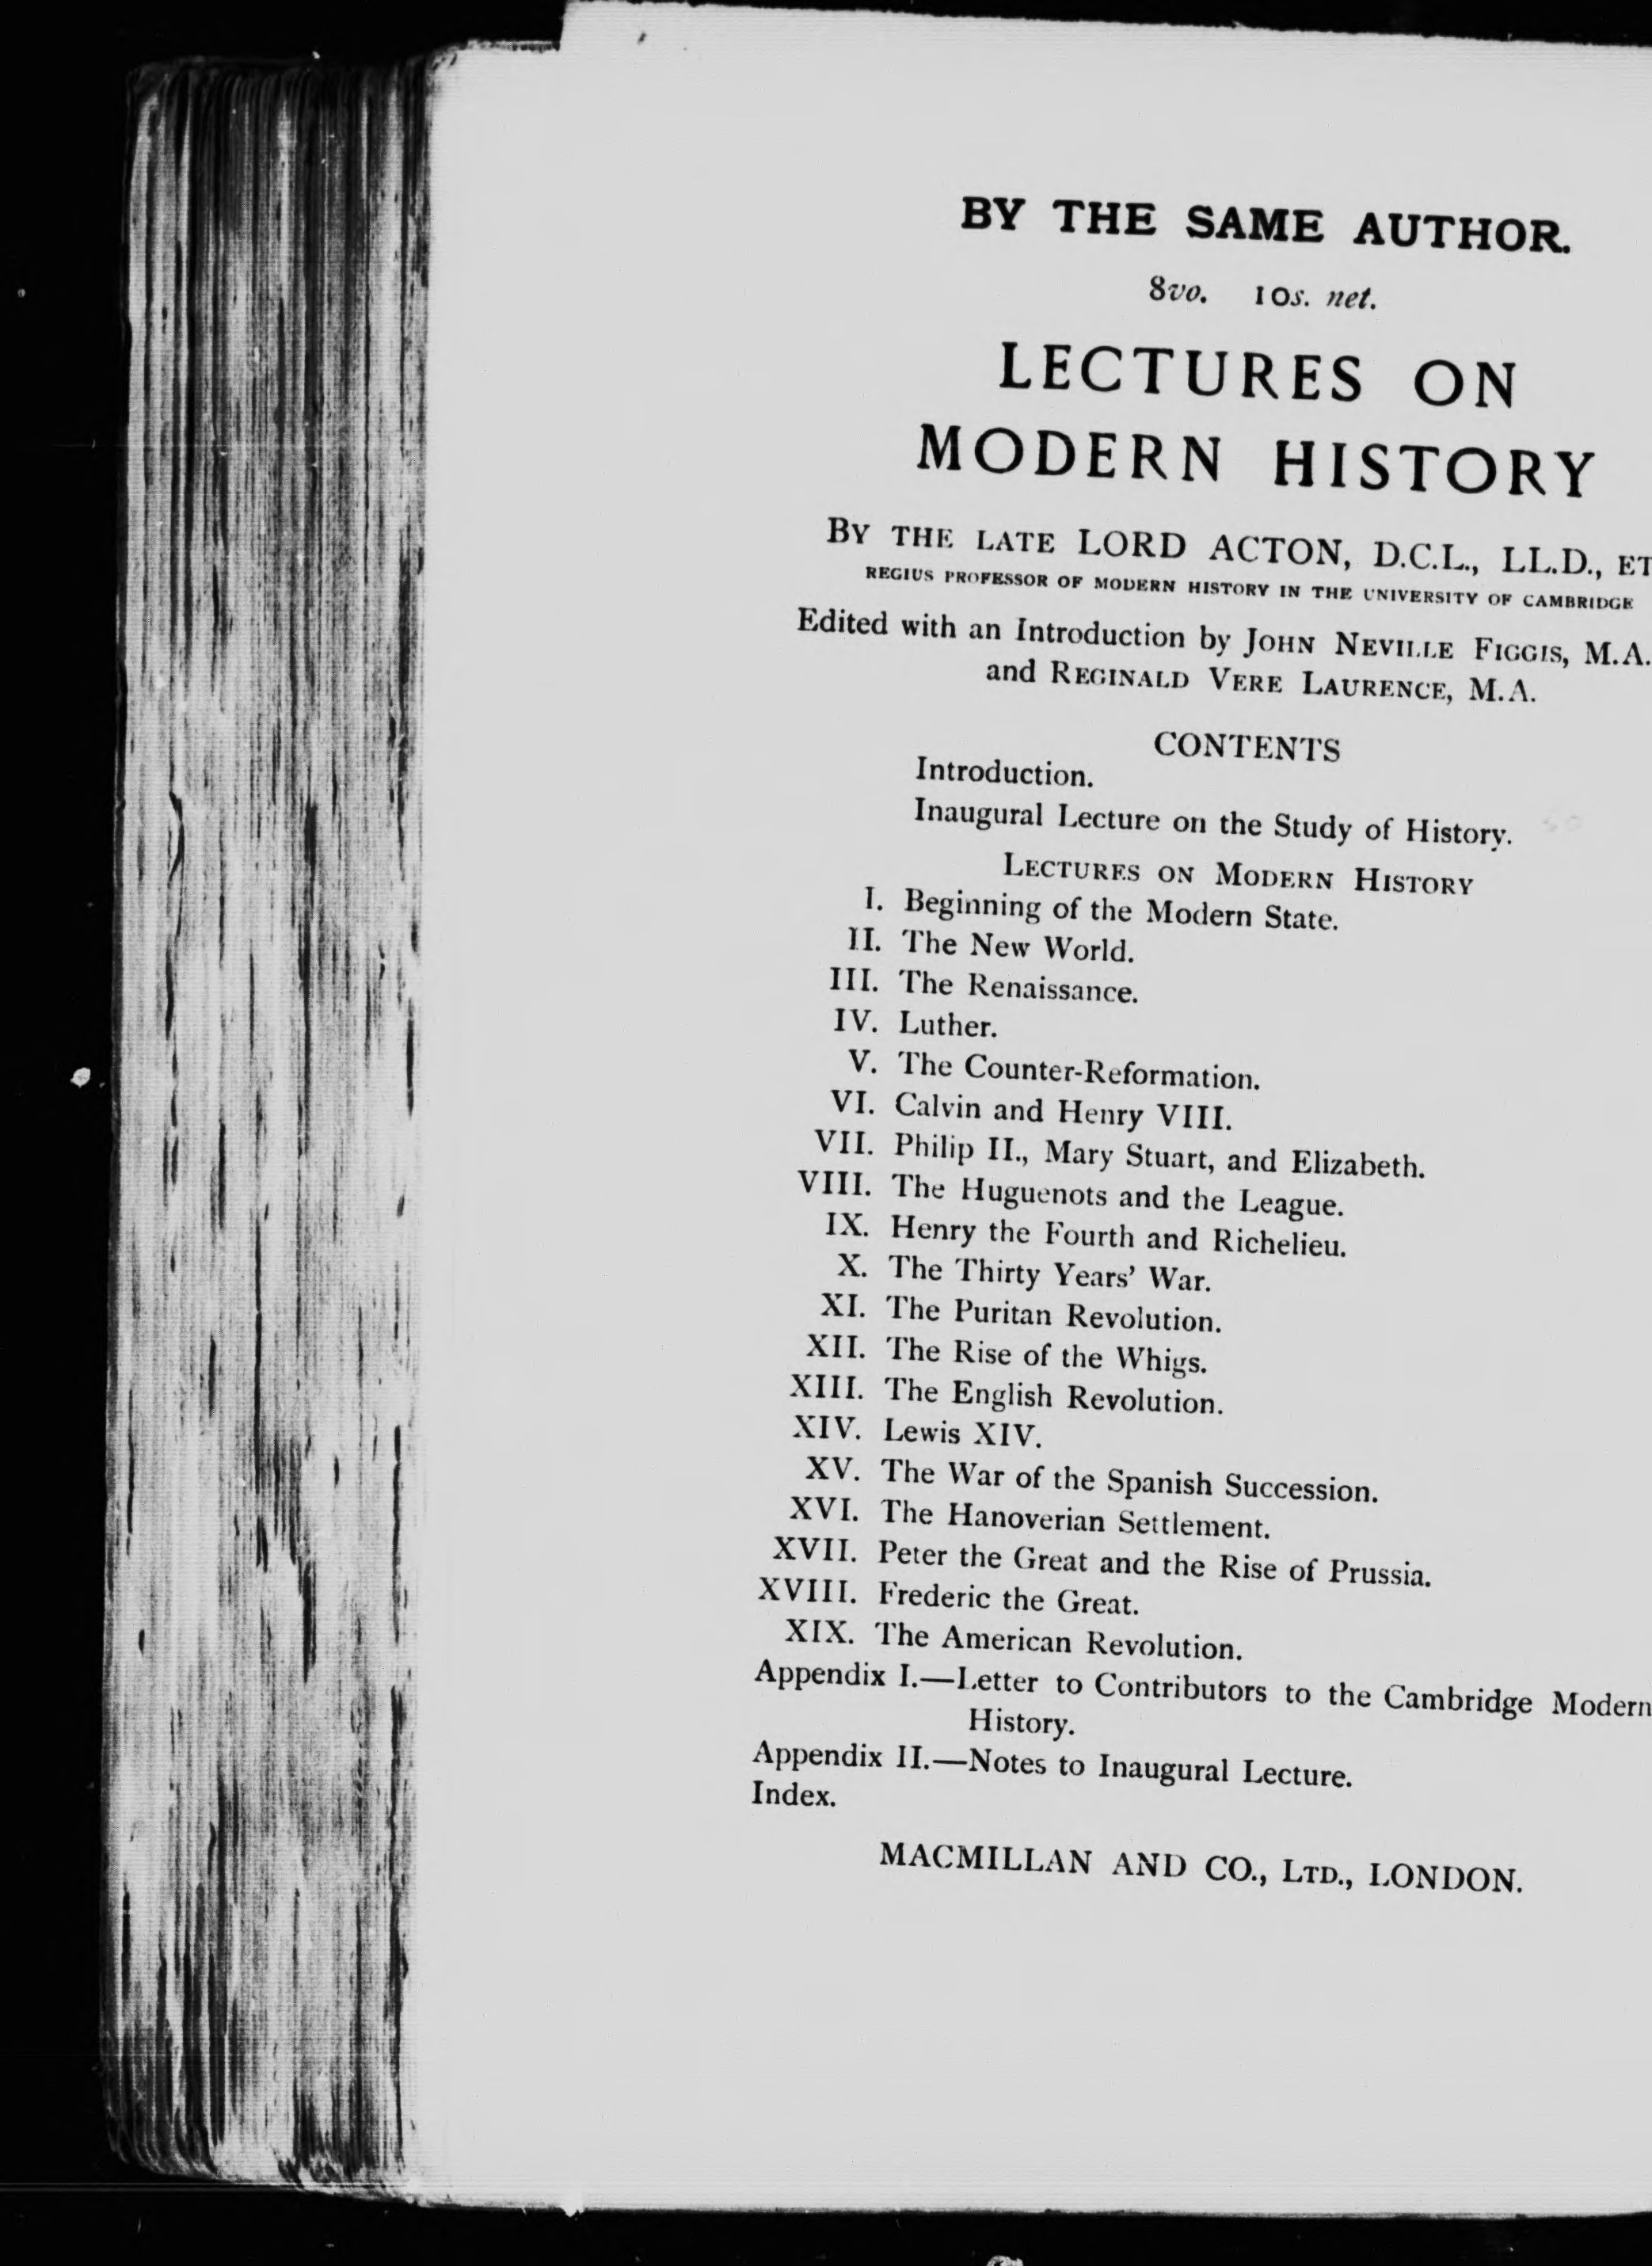 BY THE SAME AUTHOR.
8vo. 10s. net.
LECTURES ON
MODERN HISTORY
BY THE LATE LORD ACTON, D.C.L., LL.D., ET
REGIUS PROFESSOR OF MODERN HISTORY IN THE UNIVERSITY OF CAMBRIDGE
Edited with an Introduction by JOHN NEVILLE FIGGIS, M.A.
and REGINALD VERE LAURENCE, M.A.
CONTENTS
Introduction.
Inaugural Lecture on the Study of History.
LECTURES ON MODERN HISTORY
I. Beginning of the Modern State.
II. The New World.
III. The Renaissance.
IV. Luther.
V. The Counter-Reformation.
VI. Calvin and Henry VIII.
VII. Philip II., Mary Stuart, and Elizabeth.
VIII. The Huguenots and the League.
IX. Henry the Fourth and Richelieu.
X. The Thirty Years' War.
XI. The Puritan Revolution.
XII. The Rise of the Whigs.
XIII. The English Revolution.
XIV. Lewis XIV.
XV. The War of the Spanish Succession.
XVI. The Hanoverian Settlement.
XVII. Peter the Great and the Rise of Prussia.
XVIII. Frederic the Great.
XIX. The American Revolution.
Appendix I.—Letter to Contributors to the Cambridge Modern
History.
Appendix II.—Notes to Inaugural Lecture.
Index.
MACMILLAN AND CO., LTD., LONDON.